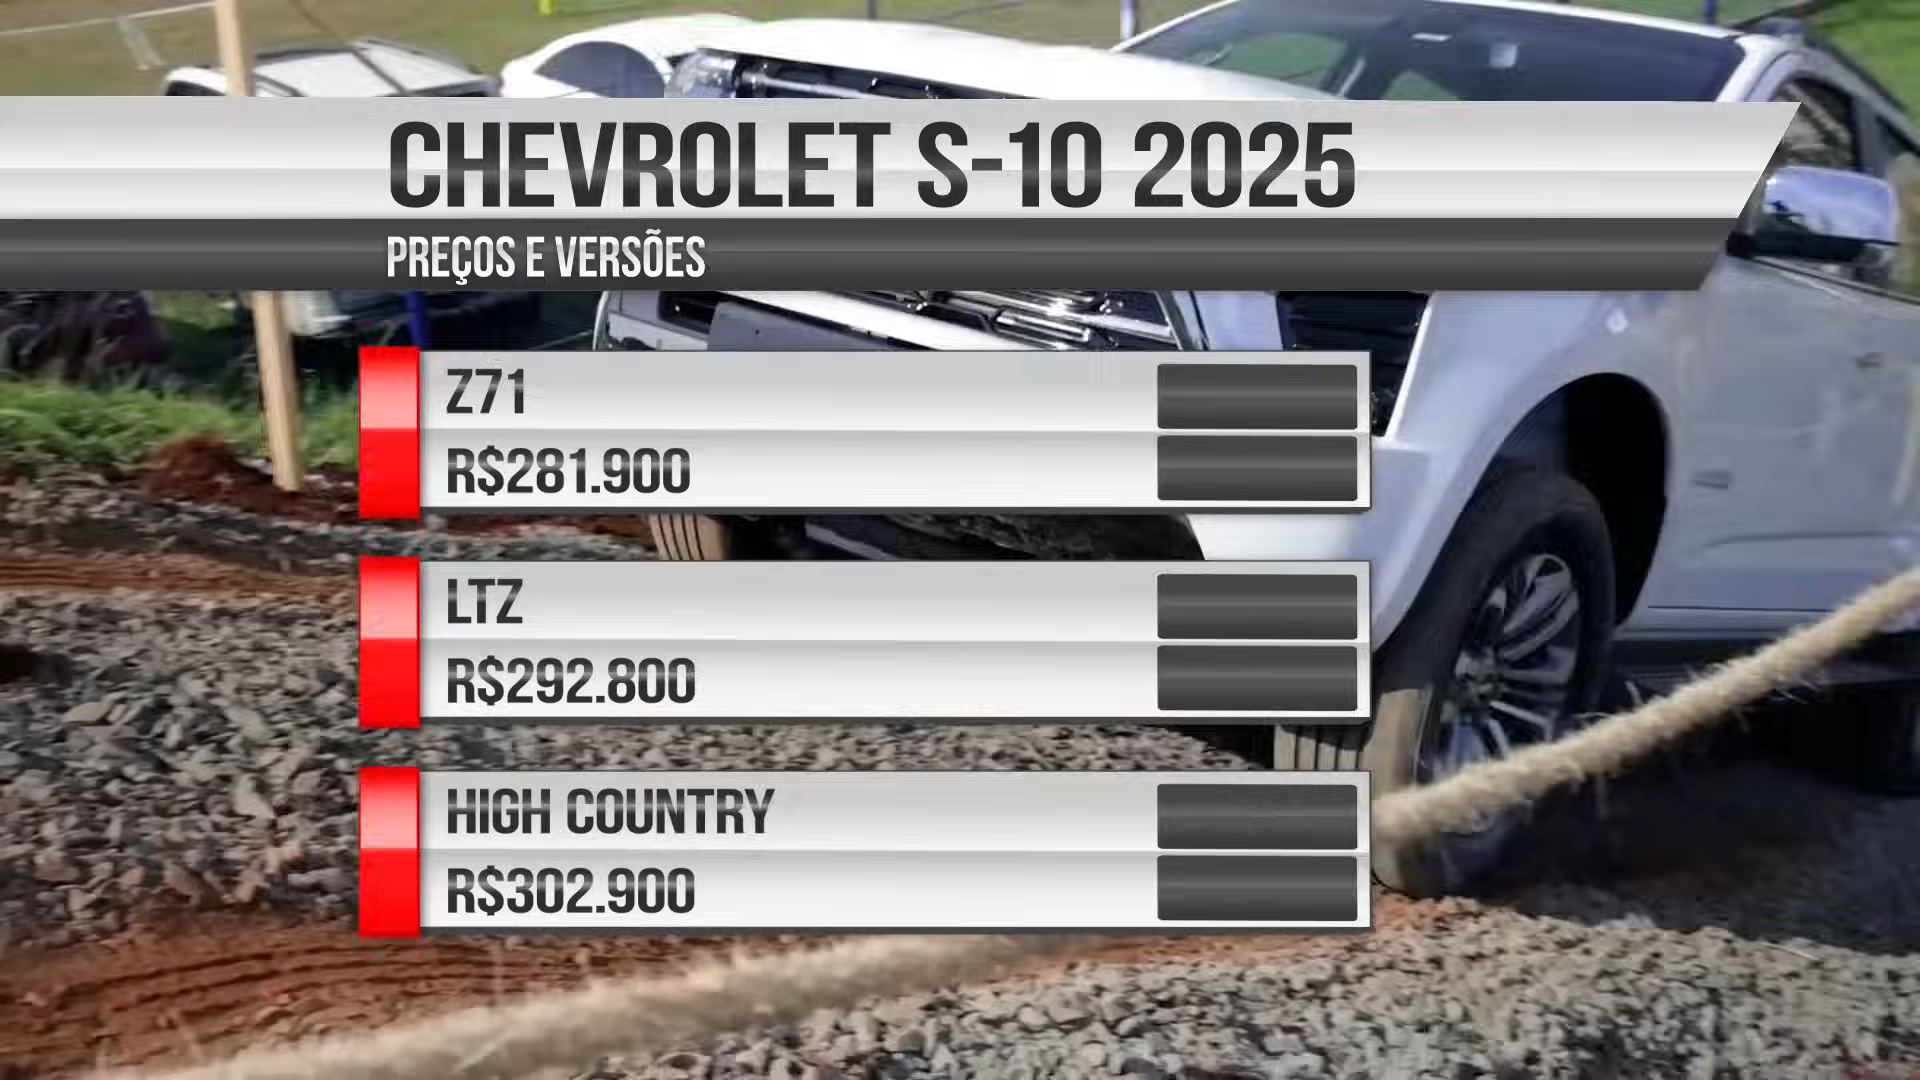 CHEVROLET S-10 2025
PREÇOS E VERSÕES
Z71
R$281.900
LTZ
R$292.800
HIGH COUNTRY
R$302.900